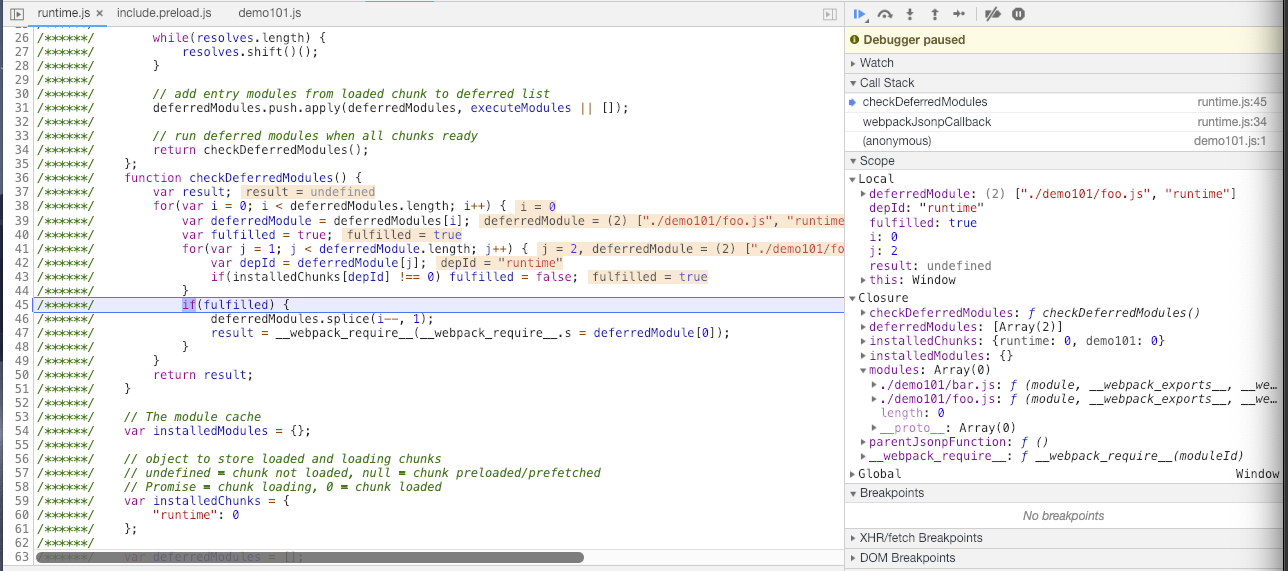 runtime.js × include.preload.js demo101.js
26 /******/ while(resolves.length) {
27 /******/ resolves.shift()();
28 /******/ }
29 /******/
30 /******/ // add entry modules from loaded chunk to deferred list
31 /******/ deferredModules.push.apply(deferredModules, executeModules || []);
32 /******/
33 /******/ // run deferred modules when all chunks ready
34 /******/ return checkDeferredModules();
35 /******/ };
36 /******/ function checkDeferredModules() {
37 /******/ var result; result = undefined
38 /******/ for(var i = 0; i < deferredModules.length; i++) { i = 0
39 /******/ var deferredModule = deferredModules[i]; deferredModule = (2) ["./demo101/foo.js", "runtime
40 /******/ var fulfilled = true; fulfilled = true
41 /******/ for(var j = 1; j < deferredModule.length; j++) { j = 2, deferredModule = (2) ["./demo101/fo
42 /******/ var depId = deferredModule[j]; depId = "runtime"
43 /******/ if(installedChunks[depId] !== 0) fulfilled = false; fulfilled = true
44 /******/ }
45 /******/ if(fulfilled) {
46 /******/ deferredModules.splice(i--, 1);
47 /******/ result = __webpack_require__(__webpack_require__.s = deferredModule[0]);
48 /******/ }
49 /******/ }
50 /******/ return result;
51 /******/ }
52 /******/
53 /******/ // The module cache
54 /******/ var installedModules = {};
55 /******/
56 /******/ // object to store loaded and loading chunks
57 /******/ // undefined = chunk not loaded, null = chunk preloaded/prefetched
58 /******/ // Promise = chunk loading, 0 = chunk loaded
59 /******/ var installedChunks = {
60 /******/ "runtime": 0
61 /******/ };
62 /******/
63 /******/ var deferredModules = [];
Debugger paused
Watch
Call Stack
checkDeferredModules runtime.js:45
webpackJsonpCallback runtime.js:34
(anonymous) demo101.js:1
Scope
Local
deferredModule: (2) ["./demo101/foo.js", "runtime"]
depId: "runtime"
fulfilled: true
i: 0
j: 2
result: undefined
this: Window
Closure
checkDeferredModules: ƒ checkDeferredModules()
deferredModules: [Array(2)]
installedChunks: {runtime: 0, demo101: 0}
installedModules: {}
modules: Array(0)
./demo101/bar.js: ƒ (module, __webpack_exports__, __we…
./demo101/foo.js: ƒ (module, __webpack_exports__, __we…
length: 0
__proto__: Array(0)
parentJsonpFunction: ƒ ()
__webpack_require__: ƒ __webpack_require__(moduleId)
Global Window
Breakpoints
No breakpoints
XHR/fetch Breakpoints
DOM Breakpoints